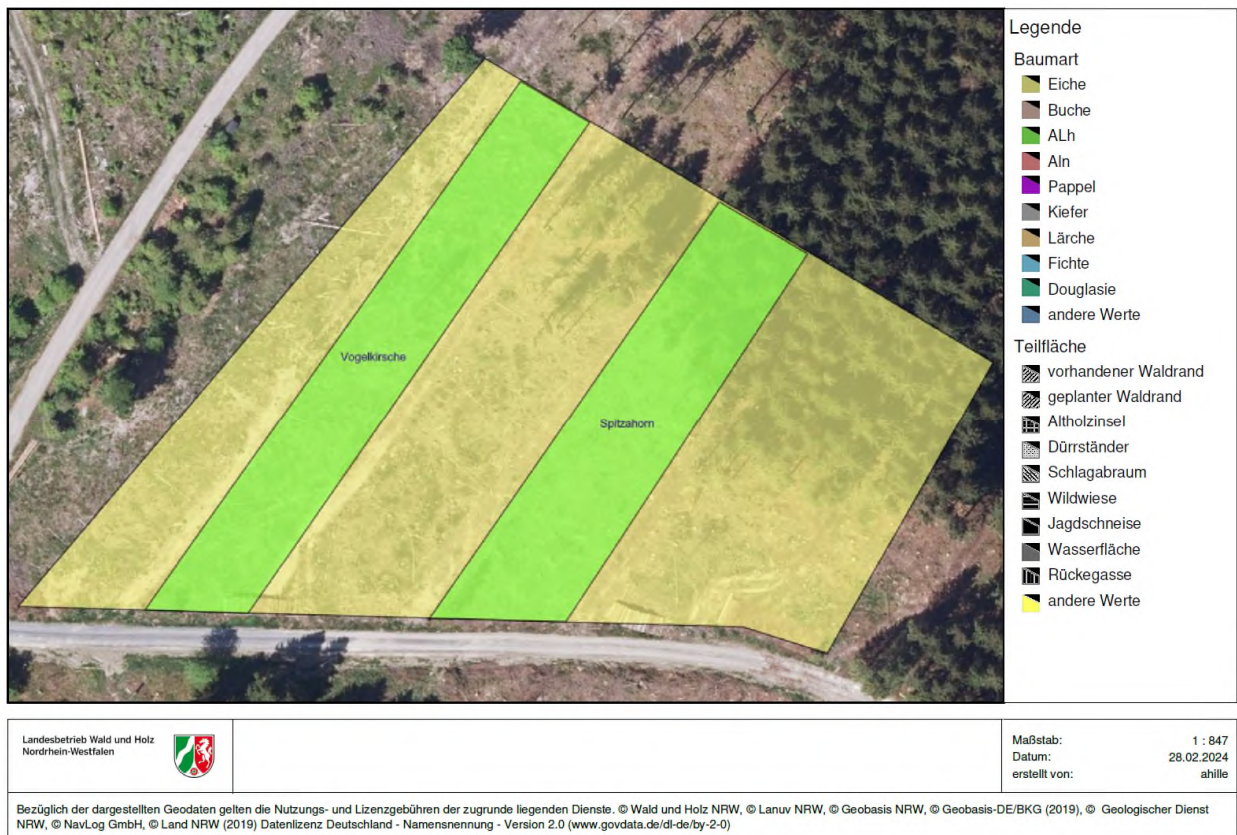 Vogelkirsche
Spitzahorn
Legende
Baumart
Eiche
Buche
ALh
Aln
Pappel
Kiefer
Lärche
Fichte
Douglasie
andere Werte
Teilfläche
vorhandener Waldrand
geplanter Waldrand
Altholzinsel
Dürrständer
Schlagabraum
Wildwiese
Jagdschneise
Wasserfläche
Rückegasse
andere Werte
Landesbetrieb Wald und Holz
Nordrhein-Westfalen
Maßstab: 1 : 847
Datum: 28.02.2024
erstellt von: ahille
Bezüglich der dargestellten Geodaten gelten die Nutzungs- und Lizenzgebühren der zugrunde liegenden Dienste. © Wald und Holz NRW, © Lanuv NRW, © Geobasis NRW, © Geobasis-DE/BKG (2019), © Geologischer Dienst
NRW, © NavLog GmbH, © Land NRW (2019) Datenlizenz Deutschland - Namensnennung - Version 2.0 (www.govdata.de/dl-de/by-2-0)